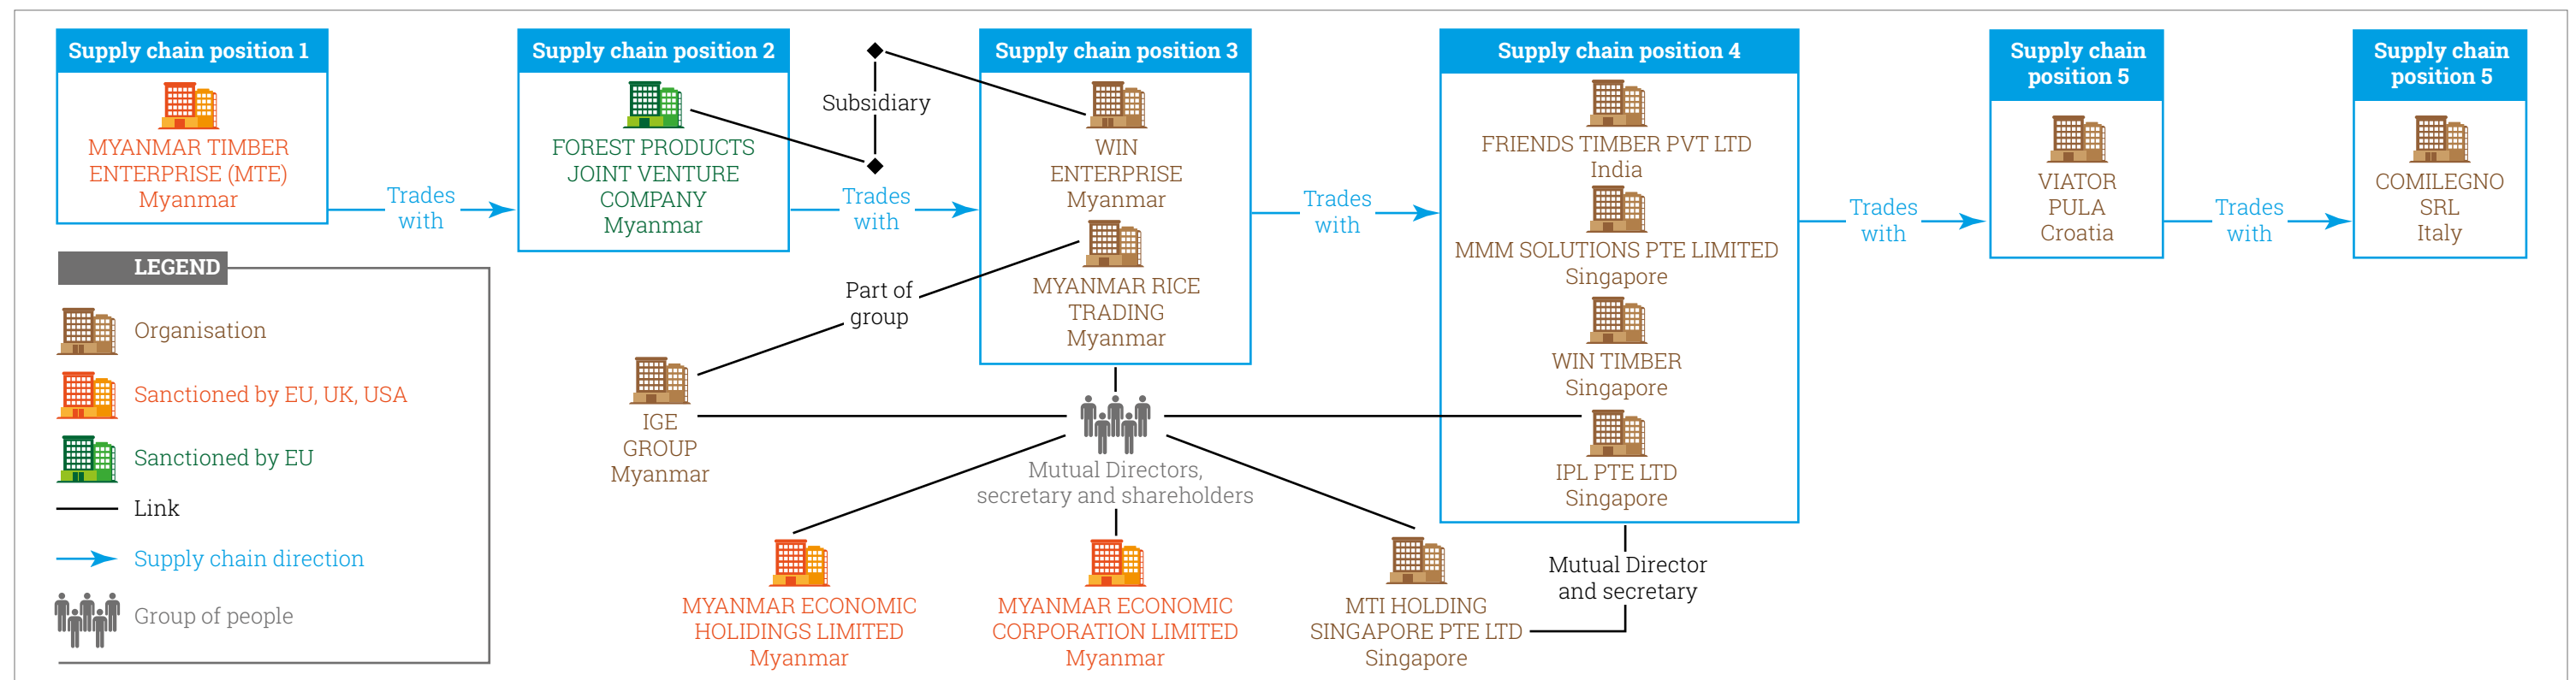 Supply chain position 1
MYANMAR TIMBER
ENTERPRISE (MTE)
Myanmar
Trades
with
Supply chain position 2
FOREST PRODUCTS
JOINT VENTURE
COMPANY
Myanmar
Subsidiary
Trades
with
Supply chain position 3
WIN
ENTERPRISE
Myanmar
MYANMAR RICE
TRADING
Myanmar
Trades
with
Supply chain position 4
FRIENDS TIMBER PVT LTD
India
MMM SOLUTIONS PTE LIMITED
Singapore
WIN TIMBER
Singapore
IPL PTE LTD
Singapore
Trades
with
Supply chain
position 5
VIATOR
PULA
Croatia
Trades
with
Supply chain
position 5
COMILEGNO
SRL
Italy
LEGEND
Organisation
Sanctioned by EU, UK, USA
Sanctioned by EU
Link
Supply chain direction
Group of people
Part of
group
IGE
GROUP
Myanmar
Mutual Directors,
secretary and shareholders
MYANMAR ECONOMIC
HOLIDINGS LIMITED
Myanmar
MYANMAR ECONOMIC
CORPORATION LIMITED
Myanmar
MTI HOLDING
SINGAPORE PTE LTD
Singapore
Mutual Director
and secretary